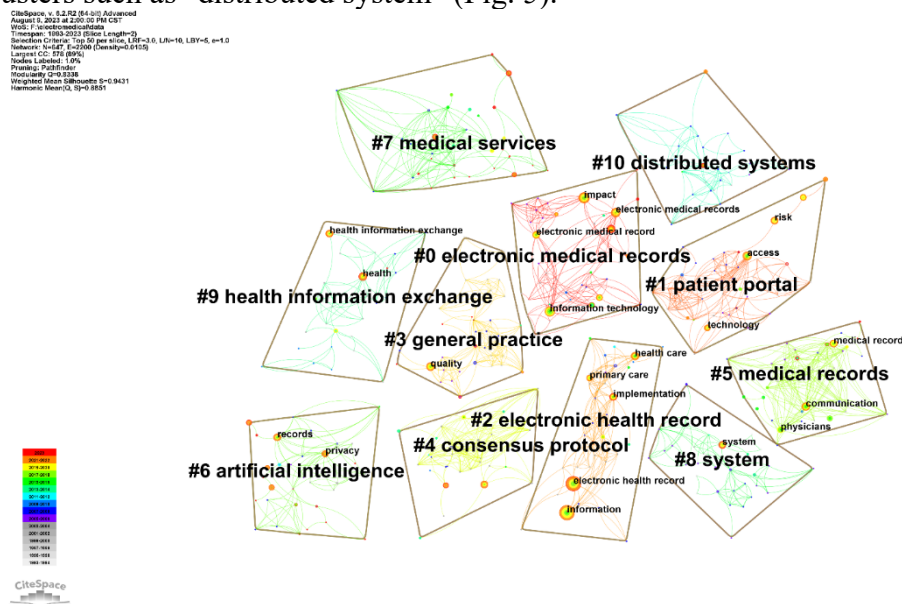 usters such as "distributed system" (Fig. 5).
CiteSpace, v. 6.2.R2 (64-bit) Advanced
August 9, 2023 at 2:00:00 PM CST
WoS: F:\electromedical\data
Timespan: 1993-2023 (Slice Length=2)
Selection Criteria: Top 50 per slice, LRF=3.0, L/N=10, LBY=5, e=1.0
Network: N=647, E=2200 (Density=0.0105)
Largest CC: 578 (89%)
Nodes Labeled: 1.0%
Pruning: Pathfinder
Modularity Q=0.8338
Weighted Mean Silhouette S=0.9431
Harmonic Mean(Q, S)=0.8851
#7 medical services
#10 distributed systems
impact
electronic medical records
risk
health information exchange
electronic medical record
access
#0 electronic medical records
health
#1 patient portal
#9 health information exchange
information technology
technology
#3 general practice
medical record
health care
quality
primary care
#5 medical records
implementation
communication
#2 electronic health record
physicians
records
#4 consensus protocol
system
privacy
#8 system
#6 artificial intelligence
electronic health record
information
CiteSpace